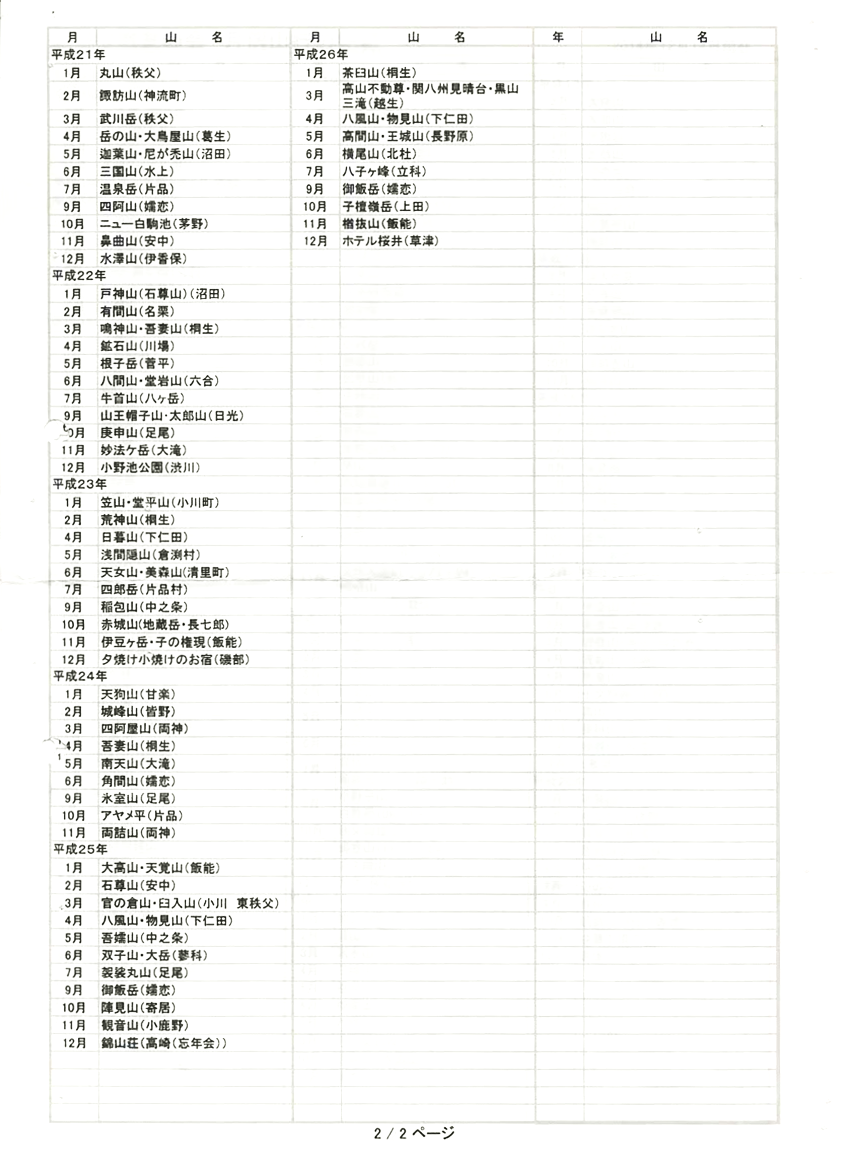 月 山 名 月 山 名 年 山 名
平成21年
1月 丸山(秩父)
2月 諏訪山(神流町)
3月 武川岳(秩父)
4月 岳の山・大鳥屋山(葛生)
5月 迦葉山・尼が禿山(沼田)
6月 三国山(水上)
7月 温泉岳(片品)
9月 四阿山(嬬恋)
10月 ニュー白駒池(茅野)
11月 鼻曲山(安中)
12月 水澤山(伊香保)
平成22年
1月 戸神山(石尊山)(沼田)
2月 有間山(名栗)
3月 鳴神山・吾妻山(桐生)
4月 鉱石山(川場)
5月 根子岳(菅平)
6月 八間山・堂岩山(六合)
7月 牛首山(八ヶ岳)
9月 山王帽子山・太郎山(日光)
0月 庚申山(足尾)
11月 妙法ケ岳(大滝)
12月 小野池公園(渋川)
平成23年
1月 笠山・堂平山(小川町)
2月 荒神山(桐生)
4月 日暮山(下仁田)
5月 浅間隠山(倉渕村)
6月 天女山・美森山(清里町)
7月 四郎岳(片品村)
9月 稲包山(中之条)
10月 赤城山(地蔵岳・長七郎)
11月 伊豆ヶ岳・子の権現(飯能)
12月 夕焼け小焼けのお宿(磯部)
平成24年
1月 天狗山(甘楽)
2月 城峰山(皆野)
3月 四阿屋山(両神)
4月 吾妻山(桐生)
5月 南天山(大滝)
6月 角間山(嬬恋)
9月 氷室山(足尾)
10月 アヤメ平(片品)
11月 両詰山(両神)
平成25年
1月 大高山・天覚山(飯能)
2月 石尊山(安中)
3月 官の倉山・臼入山(小川 東秩父)
4月 八風山・物見山(下仁田)
5月 吾嬬山(中之条)
6月 双子山・大岳(蓼科)
7月 袈裟丸山(足尾)
9月 御飯岳(嬬恋)
10月 陣見山(寄居)
11月 観音山(小鹿野)
12月 錦山荘(高崎(忘年会))
平成26年
1月 茶臼山(桐生)
3月 高山不動尊・関八州見晴台・黒山
三滝(越生)
4月 八風山・物見山(下仁田)
5月 高間山・王城山(長野原)
6月 横尾山(北杜)
7月 八子ヶ峰(立科)
9月 御飯岳(嬬恋)
10月 子檀嶺岳(上田)
11月 楢抜山(飯能)
12月 ホテル桜井(草津)
2 / 2 ページ